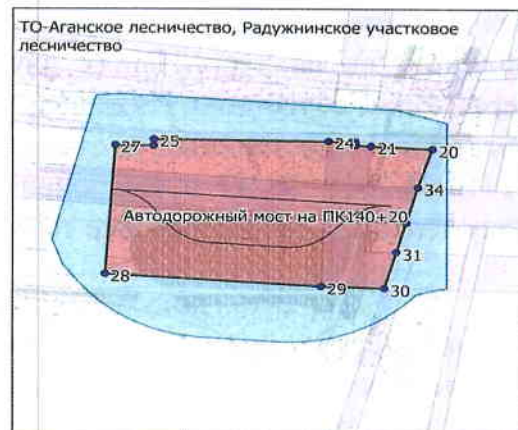 ТО-Аганское лесничество, Радужнинское участковое
лесничество
27 25 24 21 20
34
Автодорожный мост на ПК140+20
31
28 29 30